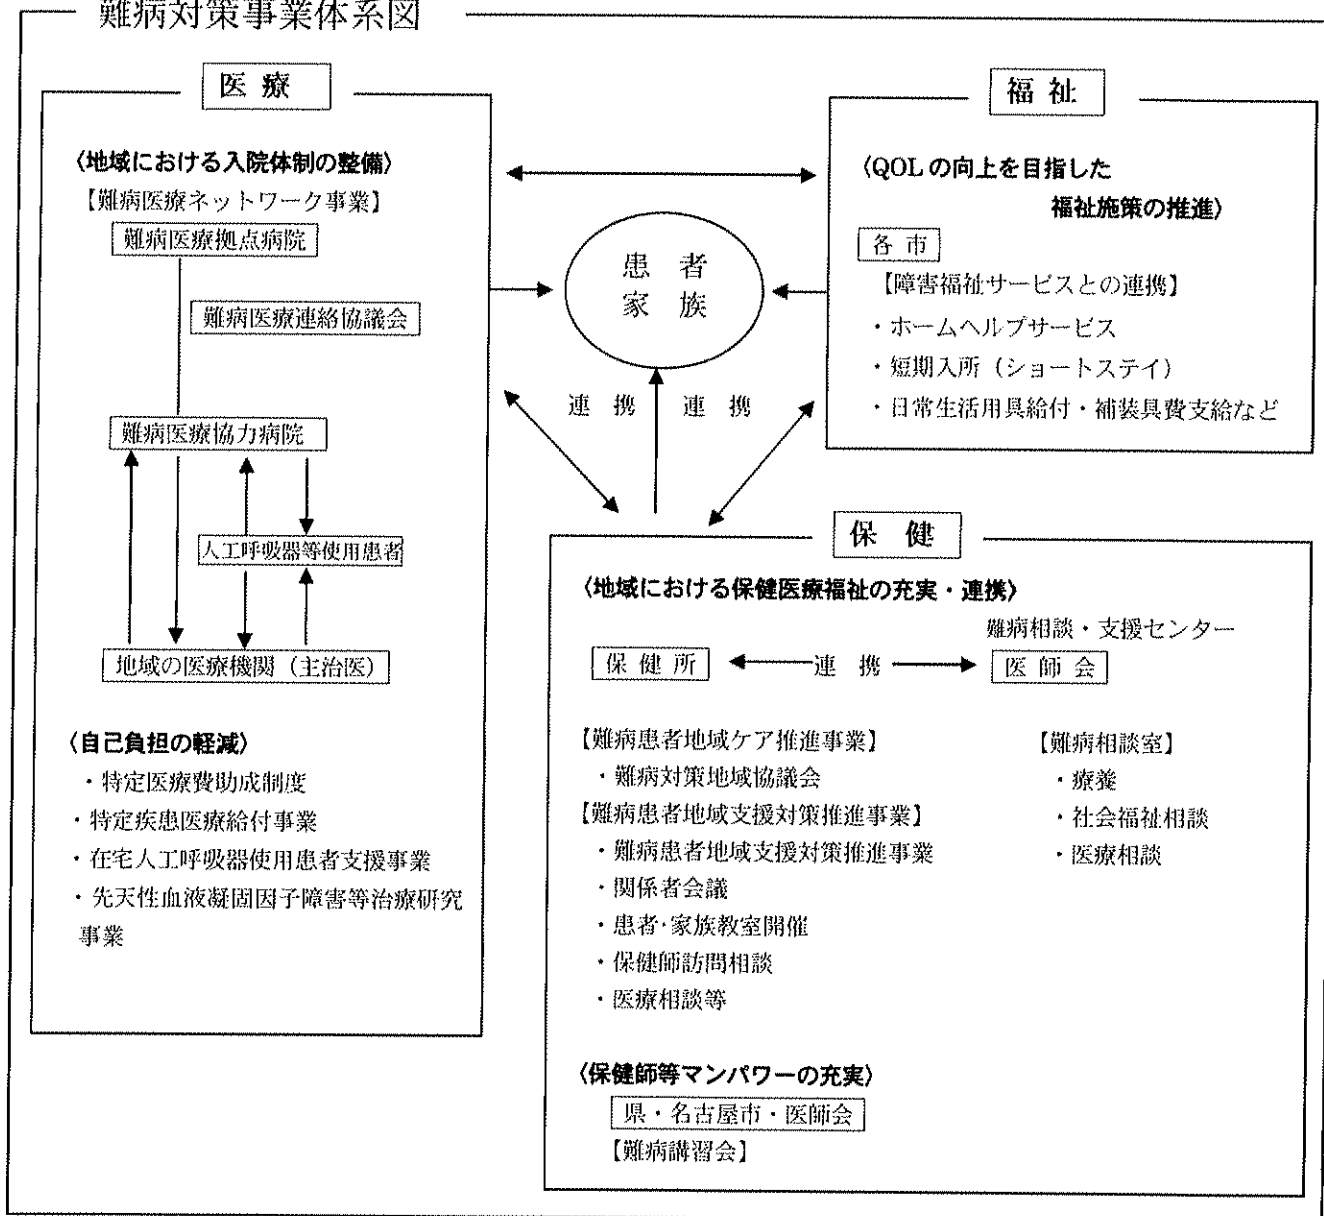 難病対策事業体系図
医療
〈地域における入院体制の整備〉
【難病医療ネットワーク事業】
難病医療拠点病院
難病医療連絡協議会
難病医療協力病院
人工呼吸器等使用患者
地域の医療機関(主治医)
〈自己負担の軽減〉
・特定医療費助成制度
・特定疾患医療給付事業
・在宅人工呼吸器使用患者支援事業
・先天性血液凝固因子障害等治療研究
事業
患者
家族
連携 連携
福祉
〈QOLの向上を目指した
福祉施策の推進〉
各市
【障害福祉サービスとの連携】
・ホームヘルプサービス
・短期入所(ショートステイ)
・日常生活用具給付・補装具費支給など
保健
〈地域における保健医療福祉の充実・連携〉
難病相談・支援センター
保健所 連携 医師会
【難病患者地域ケア推進事業】
・難病対策地域協議会
【難病患者地域支援対策推進事業】
・難病患者地域支援対策推進事業
・関係者会議
・患者・家族教室開催
・保健師訪問相談
・医療相談等
【難病相談室】
・療養
・社会福祉相談
・医療相談
〈保健師等マンパワーの充実〉
県・名古屋市・医師会
【難病講習会】